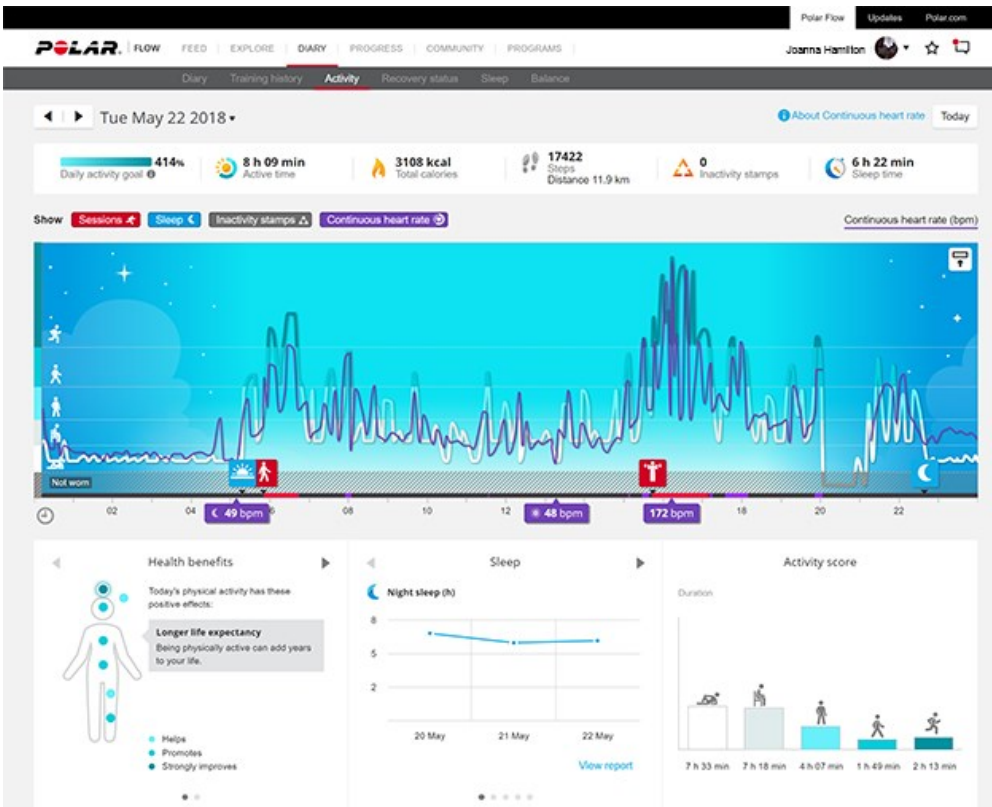 Polar Flow Updates Polar.com
POLAR. FLOW FEED EXPLORE DIARY PROGRESS COMMUNITY PROGRAMS Joanna Hamilton
Diary Training history Activity Recovery status Sleep Balance
Tue May 22 2018 About Continuous heart rate Today
414% 8 h 09 min 3108 kcal 17422 0 6 h 22 min
Daily activity goal Active time Total calories Steps Inactivity stamps Sleep time
Distance 11.9 km
Show Sessions Sleep Inactivity stamps Continuous heart rate Continuous heart rate (bpm)
Not worn
02 04 06 08 10 12 16 18 20 22
49 bpm 48 bpm 172 bpm
Health benefits Sleep Activity score
Today's physical activity has these
positive effects:
Night sleep (h)
Duration
Longer life expectancy
Being physically active can add years
to your life.
8
5
2
Helps
Promotes
Strongly improves
20 May 21 May 22 May
View report
7 h 33 min 7 h 18 min 4 h 07 min 1 h 49 min 2 h 13 min